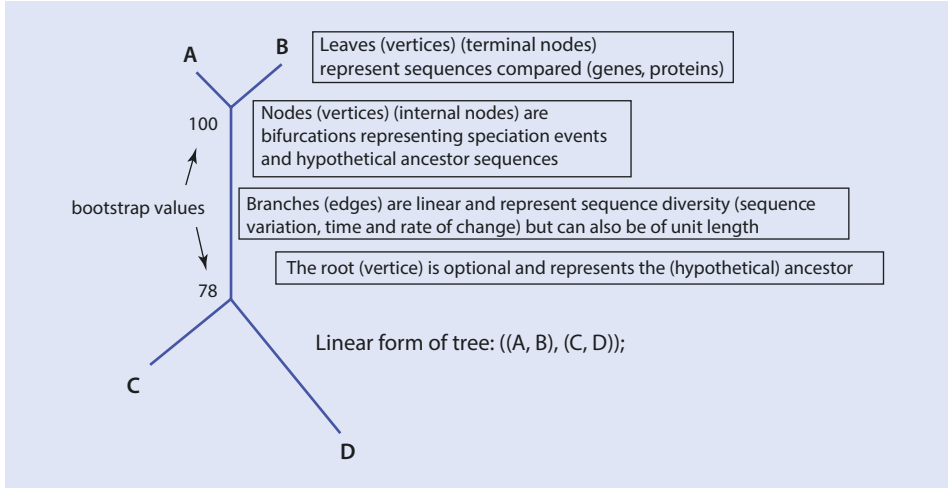 A
B
Leaves (vertices) (terminal nodes)
represent sequences compared (genes, proteins)
100
Nodes (vertices) (internal nodes) are
bifurcations representing speciation events
and hypothetical ancestor sequences
bootstrap values
Branches (edges) are linear and represent sequence diversity (sequence
variation, time and rate of change) but can also be of unit length
The root (vertice) is optional and represents the (hypothetical) ancestor
78
Linear form of tree: ((A, B), (C, D));
C
D